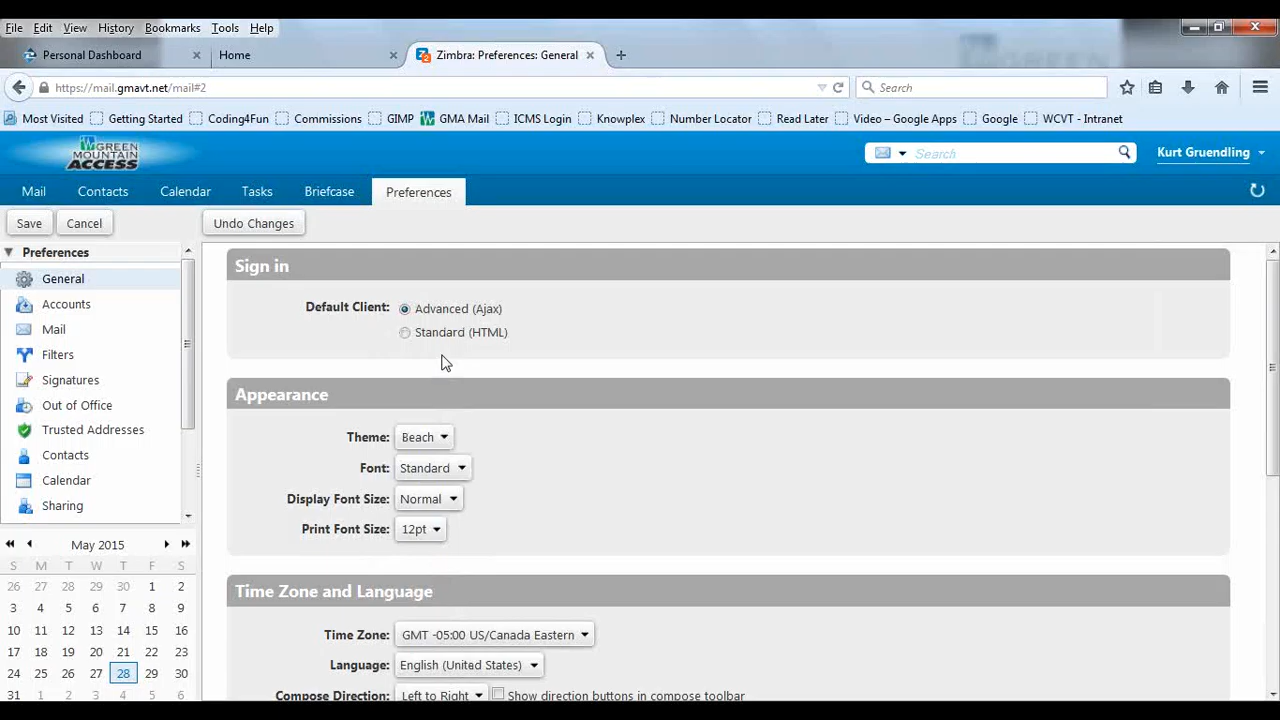 File Edit View History Bookmarks Tools Help
Personal Dashboard Home Zimbra: Preferences: General
https://mail.gmavt.net/mail#2 Search
Most Visited Getting Started Coding4Fun Commissions GIMP GMA Mail ICMS Login Knowplex Number Locator Read Later Video – Google Apps Google WCVT - Intranet
GREEN MOUNTAIN
ACCESS
Search Kurt Gruendling
Mail Contacts Calendar Tasks Briefcase Preferences
Save Cancel Undo Changes
Preferences
General
Accounts
Mail
Filters
Signatures
Out of Office
Trusted Addresses
Contacts
Calendar
Sharing
May 2015
S M T W T F S
26 27 28 29 30 1 2
3 4 5 6 7 8 9
10 11 12 13 14 15 16
17 18 19 20 21 22 23
24 25 26 27 28 29 30
31 1 2 3 4 5 6
Sign in
Default Client: Advanced (Ajax)
Standard (HTML)
Appearance
Theme: Beach
Font: Standard
Display Font Size: Normal
Print Font Size: 12pt
Time Zone and Language
Time Zone: GMT -05:00 US/Canada Eastern
Language: English (United States)
Compose Direction: Left to Right Show direction buttons in compose toolbar